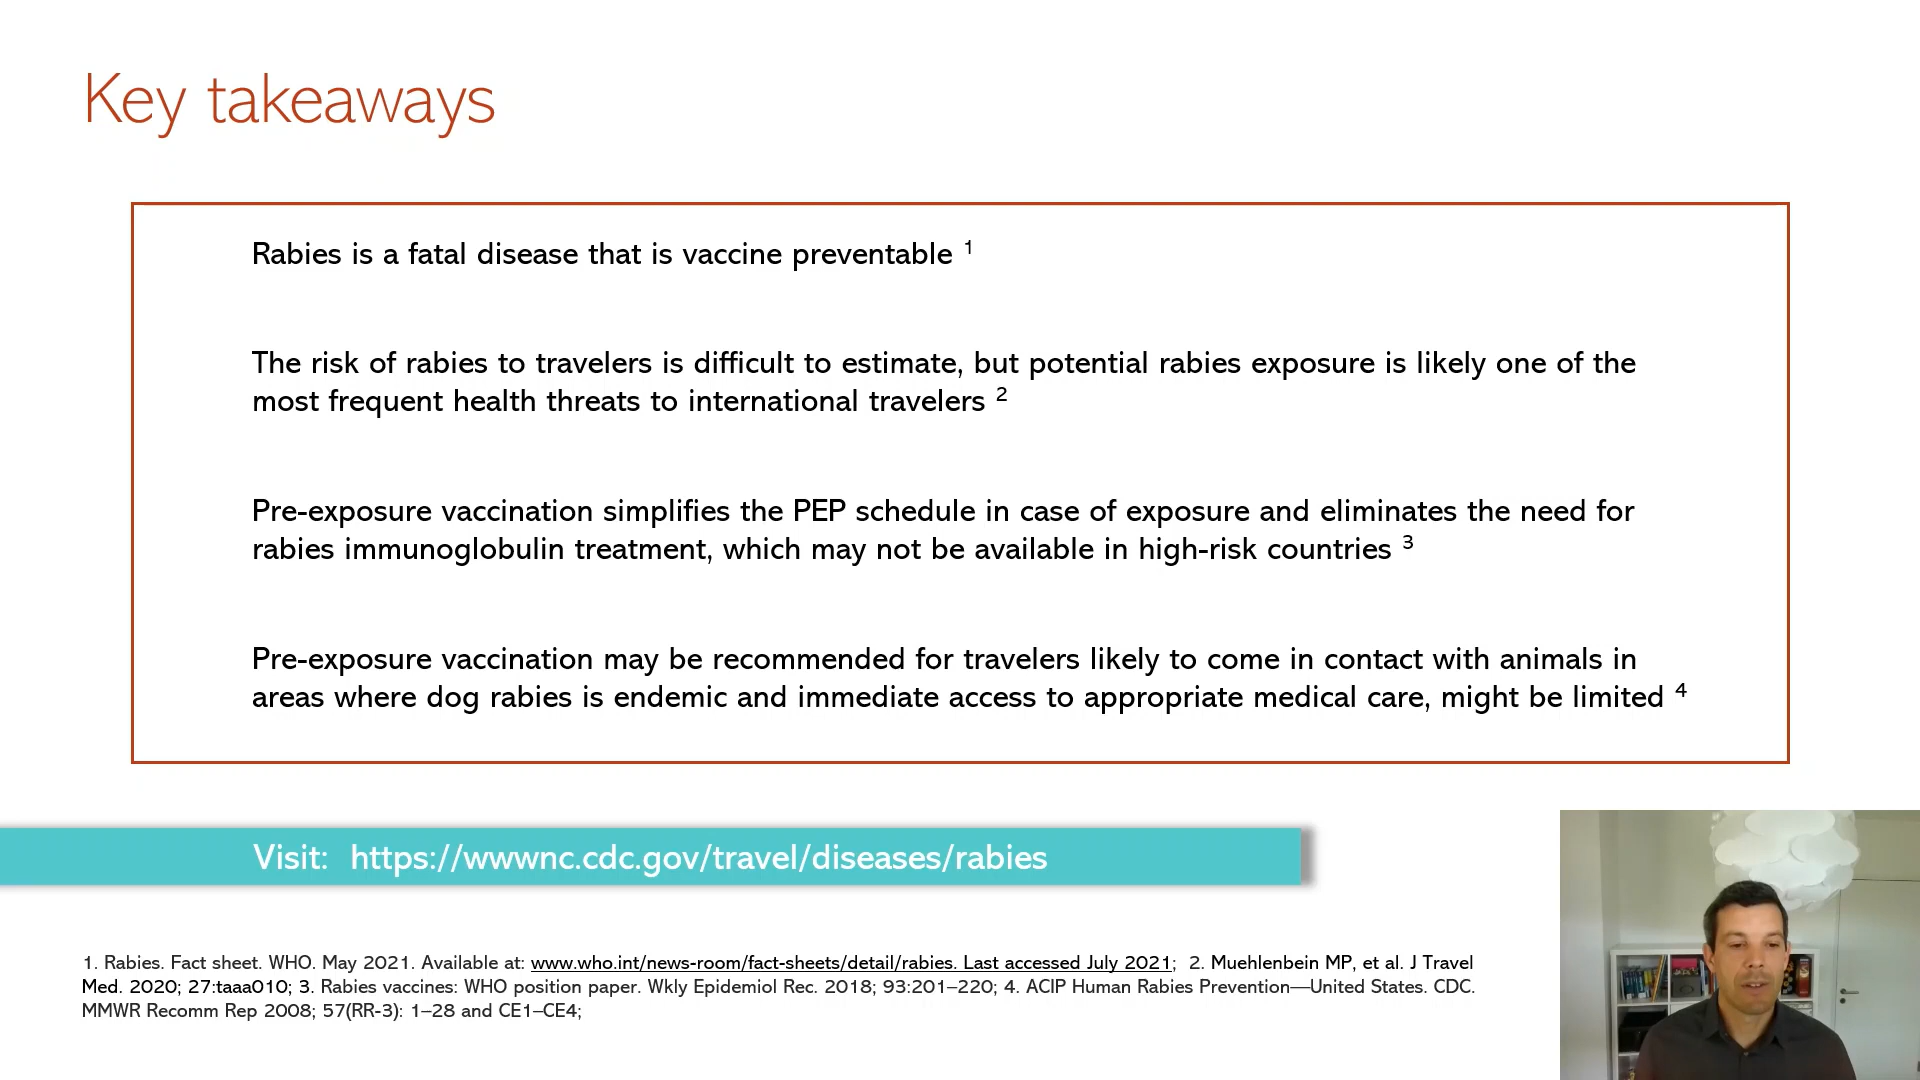 Key takeaways
Rabies is a fatal disease that is vaccine preventable 1
The risk of rabies to travelers is difficult to estimate, but potential rabies exposure is likely one of the
most frequent health threats to international travelers 2
Pre-exposure vaccination simplifies the PEP schedule in case of exposure and eliminates the need for
rabies immunoglobulin treatment, which may not be available in high-risk countries 3
Pre-exposure vaccination may be recommended for travelers likely to come in contact with animals in
areas where dog rabies is endemic and immediate access to appropriate medical care, might be limited 4
Visit: https://wwwnc.cdc.gov/travel/diseases/rabies
1. Rabies. Fact sheet. WHO. May 2021. Available at: www.who.int/news-room/fact-sheets/detail/rabies. Last accessed July 2021; 2. Muehlenbein MP, et al. J Travel
Med. 2020; 27:taaa010; 3. Rabies vaccines: WHO position paper. Wkly Epidemiol Rec. 2018; 93:201–220; 4. ACIP Human Rabies Prevention—United States. CDC.
MMWR Recomm Rep 2008; 57(RR-3): 1–28 and CE1–CE4;